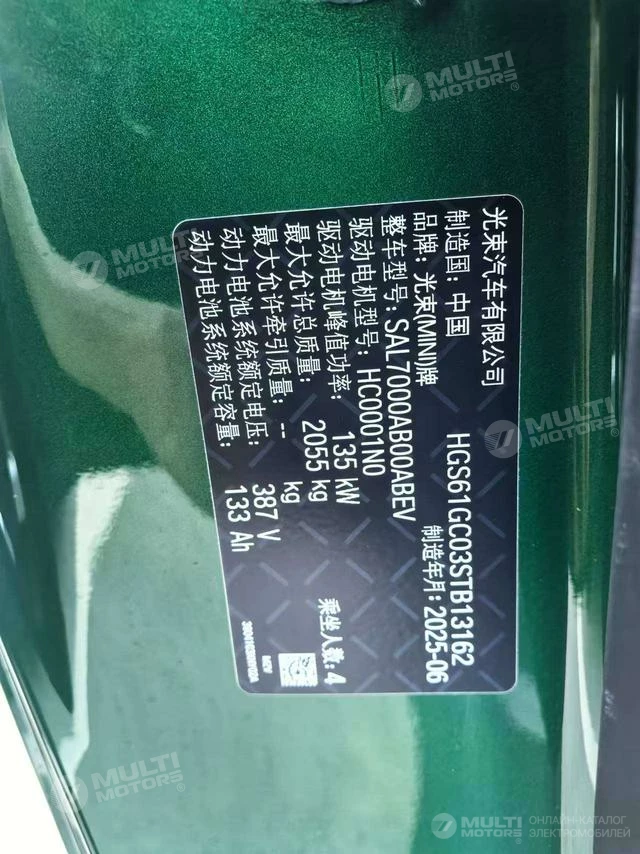 光束汽车有限公司 HGS61GC03STB13162
制造国: 中国 制造年月: 2025-06
品牌: 光束(MINI)牌
整车型号: SAL7000AB00ABEV
驱动电机型号: HC0001N0
驱动电机峰值功率: 135 kW
最大允许总质量: 2055 kg 乘坐人数: 4
最大允许牵引质量: -- kg
动力电池系统额定电压: 387 V
动力电池系统额定容量: 133 Ah
MULTI
MOTORS
MULTI
MOTORS
MULTI
MOTORS
MULTI
MOTORS
MULTI
MOTORS
ОНЛАЙН-КАТАЛОГ
ЭЛЕКТРОМОБИЛЕЙ